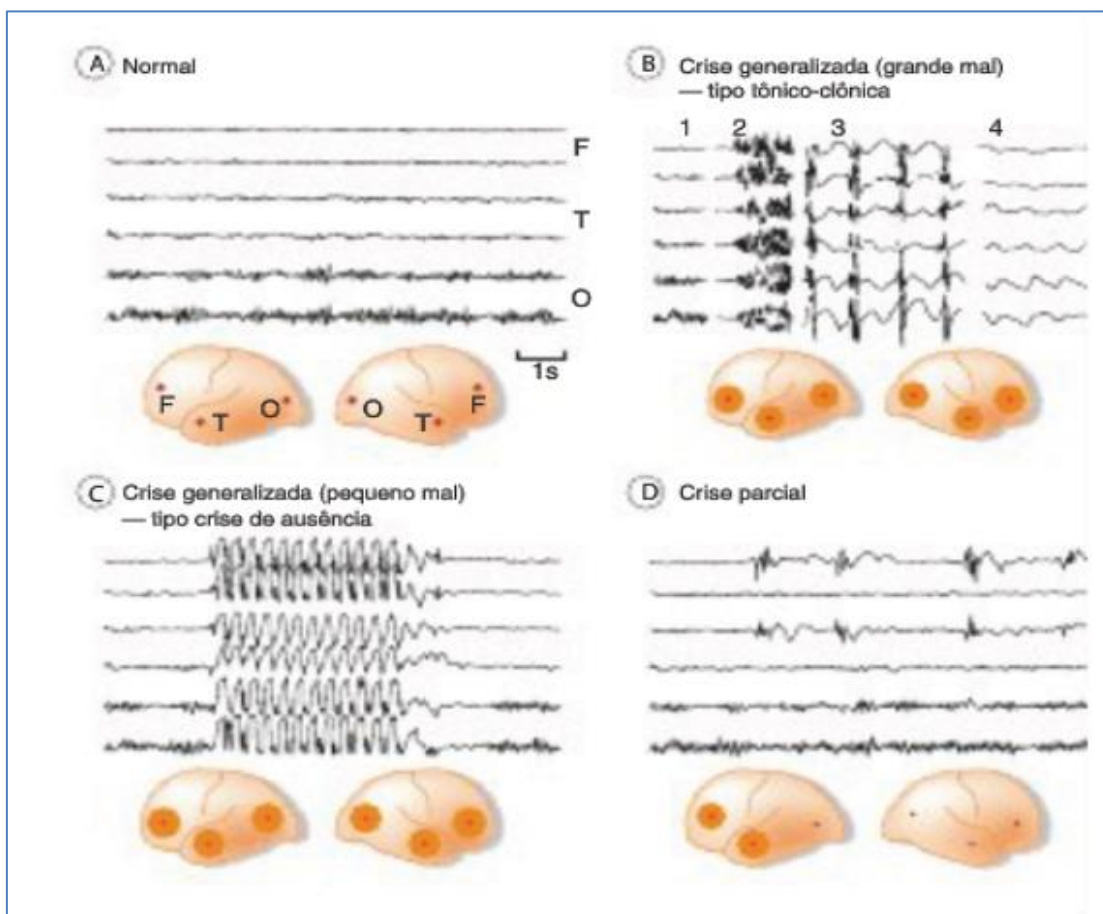 A Normal
F
T
O
1s
F
T
O
O
T
F
B Crise generalizada (grande mal)
— tipo tônico-clônica
1 2 3 4
C Crise generalizada (pequeno mal)
— tipo crise de ausência
D Crise parcial